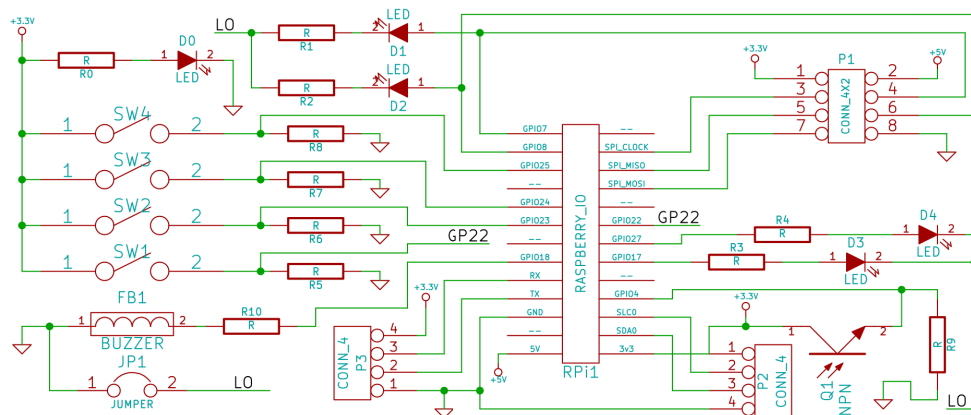 +3.3V
LO
R
R1
LED
D1
R
R0
D0
1 2
LED
R
R2
LED
1
D2
P1
+3.3V
+5V
1 2
3 4
5 6
7 8
CONN_4X2
SW4
1 2
R
R8
SW3
1 2
R
R7
SW2
1 2
R
R6
SW1
1 2
R
R5
GP22
GPIO7 --
GPIO8 SPI_CLOCK
GPIO25 SPI_MISO
-- SPI_MOSI
GPIO24
GPIO23 GPIO22
-- GPIO27
GPIO18 GPIO17
RX --
TX GPIO4
GND SLC0
-- SDA0
5V 3v3
RASPBERRY_IO
RPi1
GP22
R4
R
D4
1 2
LED
R3
R
D3
1 2
LED
FB1
1 2
BUZZER
R10
R
JP1
1 2
JUMPER
LO
+3.3V
CONN_4
P3
4
3
2
1
+5V
+3.3V
1
2
3
4
P2
CONN_4
1 2
Q1
NPN
R
R9
LO